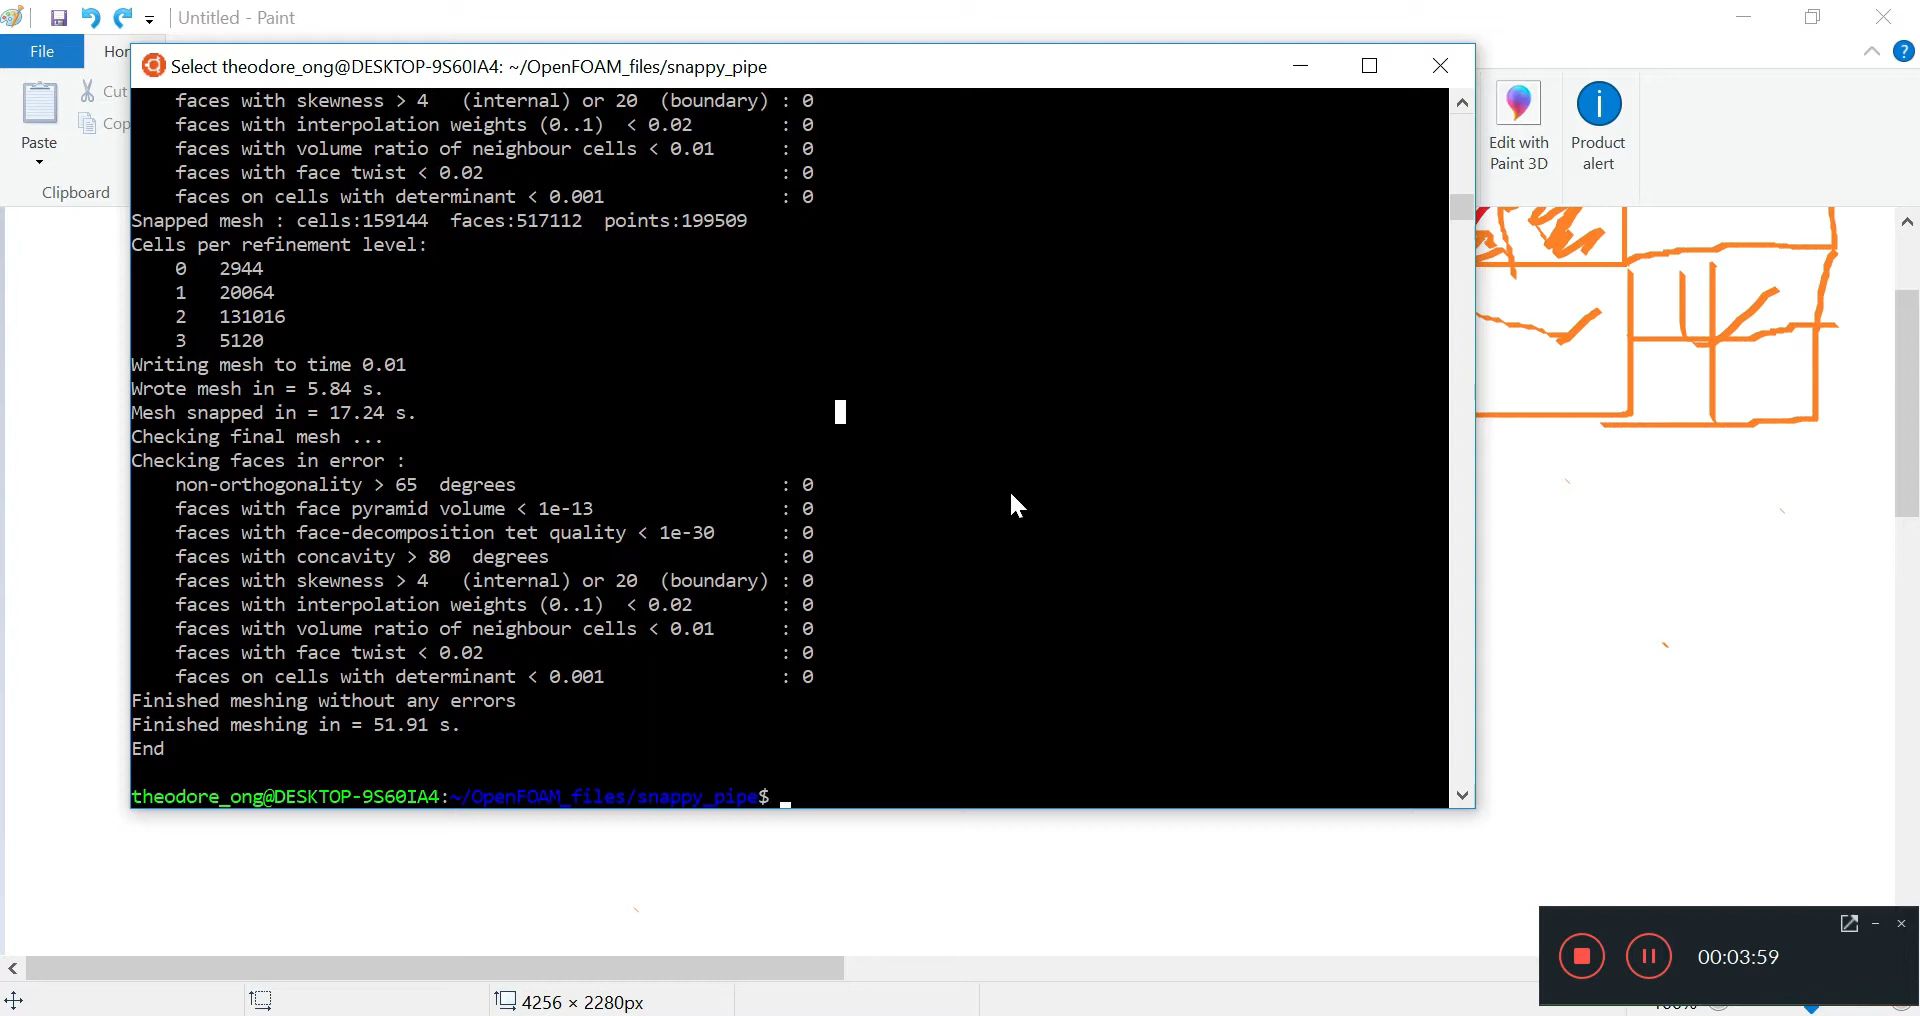 Untitled - Paint
File
Hor
Cut
Cop
Paste
Clipboard
Edit with
Paint 3D
Product
alert
Select theodore_ong@DESKTOP-9S60IA4: ~/OpenFOAM_files/snappy_pipe
faces with skewness > 4 (internal) or 20 (boundary) : 0
faces with interpolation weights (0..1) < 0.02 : 0
faces with volume ratio of neighbour cells < 0.01 : 0
faces with face twist < 0.02 : 0
faces on cells with determinant < 0.001 : 0
Snapped mesh : cells:159144 faces:517112 points:199509
Cells per refinement level:
0 2944
1 20064
2 131016
3 5120
Writing mesh to time 0.01
Wrote mesh in = 5.84 s.
Mesh snapped in = 17.24 s.
Checking final mesh ...
Checking faces in error :
non-orthogonality > 65 degrees : 0
faces with face pyramid volume < 1e-13 : 0
faces with face-decomposition tet quality < 1e-30 : 0
faces with concavity > 80 degrees : 0
faces with skewness > 4 (internal) or 20 (boundary) : 0
faces with interpolation weights (0..1) < 0.02 : 0
faces with volume ratio of neighbour cells < 0.01 : 0
faces with face twist < 0.02 : 0
faces on cells with determinant < 0.001 : 0
Finished meshing without any errors
Finished meshing in = 51.91 s.
End
theodore_ong@DESKTOP-9S60IA4:~/OpenFOAM_files/snappy_pipe$
00:03:59
4256 × 2280px